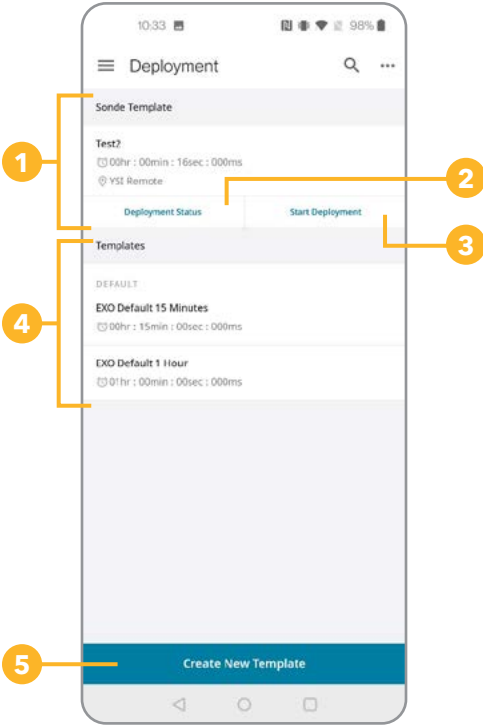 10:33 98%
Deployment
Sonde Template
Test2
00hr : 00min : 16sec : 000ms
YSI Remote
Deployment Status Start Deployment
Templates
DEFAULT
EXO Default 15 Minutes
00hr : 15min : 00sec : 000ms
EXO Default 1 Hour
01hr : 00min : 00sec : 000ms
Create New Template
1
2
3
4
5